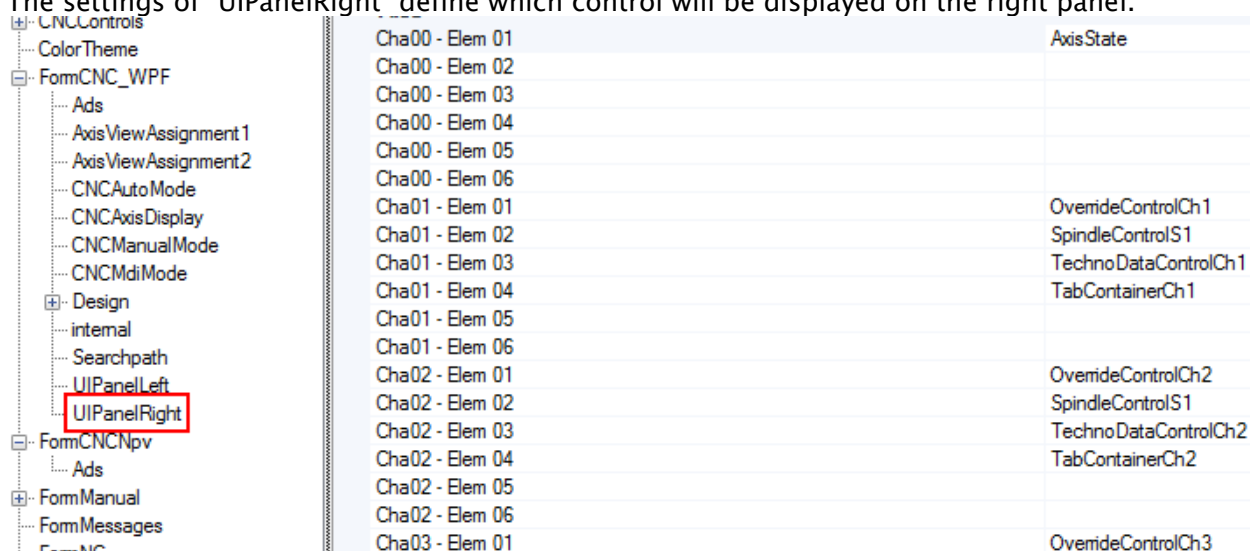 The settings of "UIPanelRight" define which control will be displayed on the right panel.
CNCControls
ColorTheme
FormCNC_WPF
Ads
AxisViewAssignment1
AxisViewAssignment2
CNCAutoMode
CNCAxisDisplay
CNCManualMode
CNCMdiMode
Design
internal
Searchpath
UIPanelLeft
UIPanelRight
FormCNCNpv
Ads
FormManual
FormMessages
Cha00 - Elem 01 AxisState
Cha00 - Elem 02
Cha00 - Elem 03
Cha00 - Elem 04
Cha00 - Elem 05
Cha00 - Elem 06
Cha01 - Elem 01 OverrideControlCh1
Cha01 - Elem 02 SpindleControlS1
Cha01 - Elem 03 TechnoDataControlCh1
Cha01 - Elem 04 TabContainerCh1
Cha01 - Elem 05
Cha01 - Elem 06
Cha02 - Elem 01 OverrideControlCh2
Cha02 - Elem 02 SpindleControlS1
Cha02 - Elem 03 TechnoDataControlCh2
Cha02 - Elem 04 TabContainerCh2
Cha02 - Elem 05
Cha02 - Elem 06
Cha03 - Elem 01 OverrideControlCh3